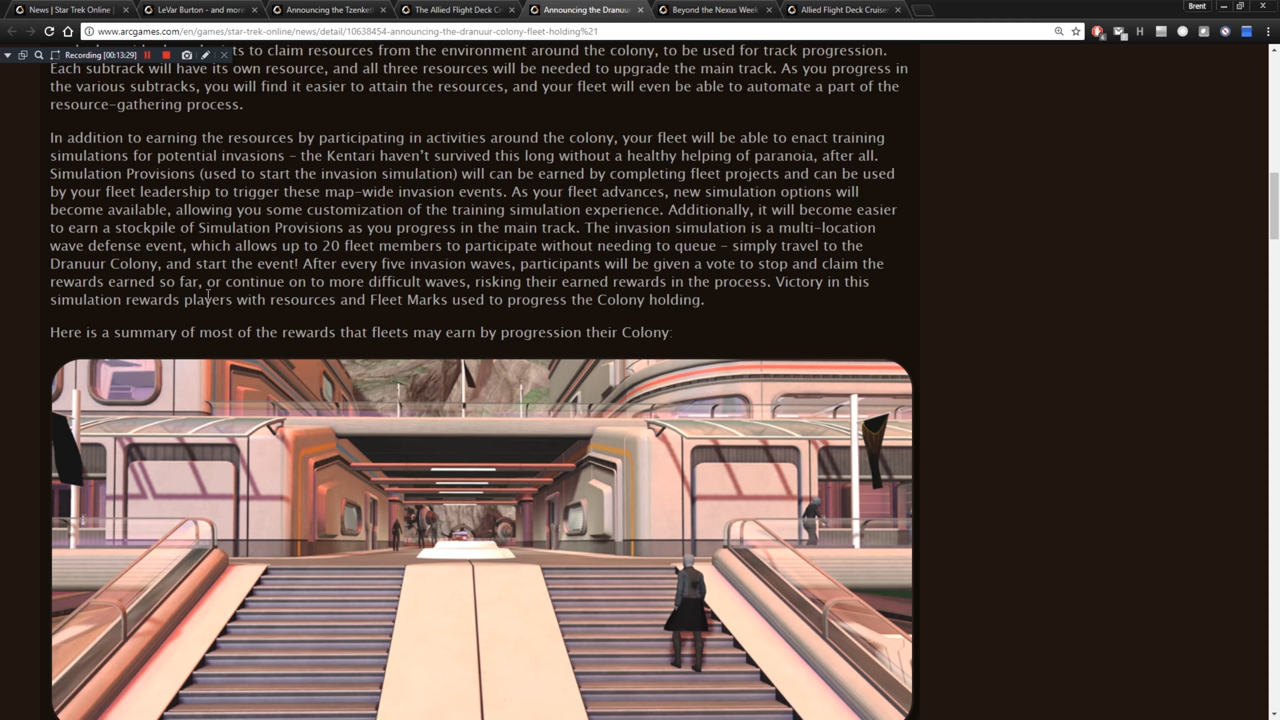 News | Star Trek Online
LeVar Burton - and more
Announcing the Tzenketh
The Allied Flight Deck C
Announcing the Dranuur
Beyond the Nexus Week
Allied Flight Deck Cruise
Brent
www.arcgames.com/en/games/star-trek-online/news/detail/10638454-announcing-the-dranuur-colony-fleet-holding%21
Recording [00:13:29]
ts to claim resources from the environment around the colony, to be used for track progression.
Each subtrack will have its own resource, and all three resources will be needed to upgrade the main track. As you progress in
the various subtracks, you will find it easier to attain the resources, and your fleet will even be able to automate a part of the
resource-gathering process.
In addition to earning the resources by participating in activities around the colony, your fleet will be able to enact training
simulations for potential invasions – the Kentari haven’t survived this long without a healthy helping of paranoia, after all.
Simulation Provisions (used to start the invasion simulation) will can be earned by completing fleet projects and can be used
by your fleet leadership to trigger these map-wide invasion events. As your fleet advances, new simulation options will
become available, allowing you some customization of the training simulation experience. Additionally, it will become easier
to earn a stockpile of Simulation Provisions as you progress in the main track. The invasion simulation is a multi-location
wave defense event, which allows up to 20 fleet members to participate without needing to queue – simply travel to the
Dranuur Colony, and start the event! After every five invasion waves, participants will be given a vote to stop and claim the
rewards earned so far, or continue on to more difficult waves, risking their earned rewards in the process. Victory in this
simulation rewards players with resources and Fleet Marks used to progress the Colony holding.
Here is a summary of most of the rewards that fleets may earn by progression their Colony: